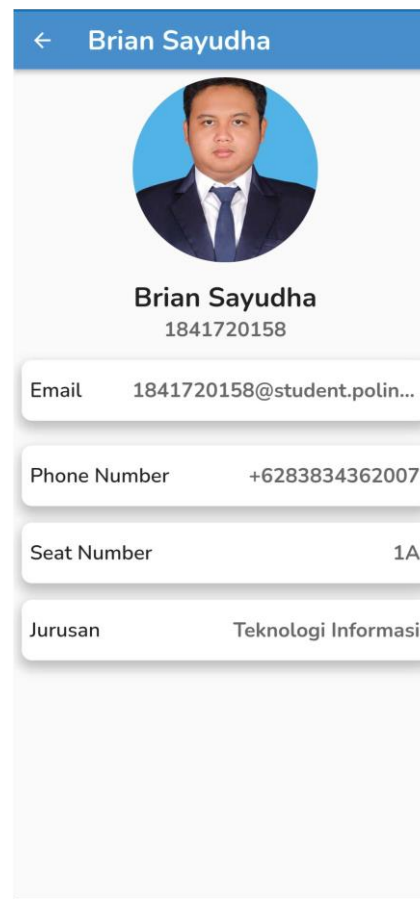 ← Brian Sayudha
Brian Sayudha
1841720158
Email 1841720158@student.polin...
Phone Number +6283834362007
Seat Number 1A
Jurusan Teknologi Informasi